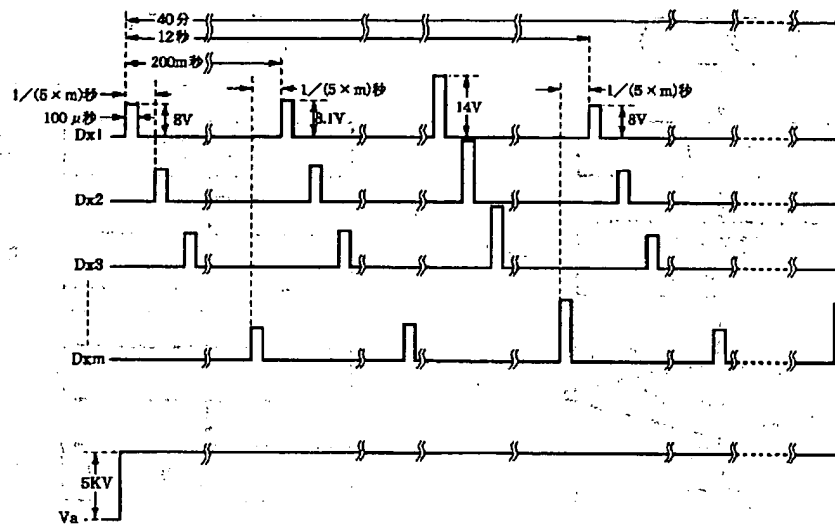 40分
12秒
200m秒
1/(5×m)秒
1/(5×m)秒
1/(5×m)秒
100μ秒
8V
8.1V
14V
8V
Dx1
Dx2
Dx3
Dxm
5KV
Va